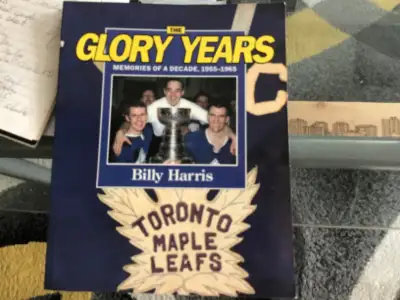 THE
GLORY YEARS
MEMORIES OF A DECADE, 1955-1965
C
Billy Harris
TORONTO
MAPLE
LEAFS